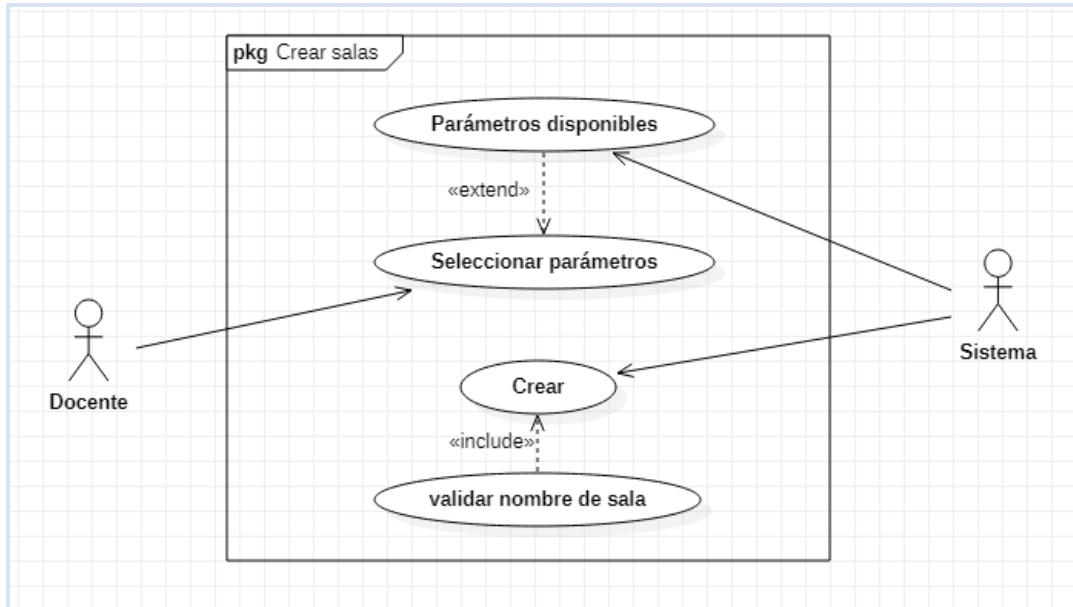 pkg Crear salas
Parámetros disponibles
«extend»
Seleccionar parámetros
Docente
Sistema
Crear
«include»
validar nombre de sala